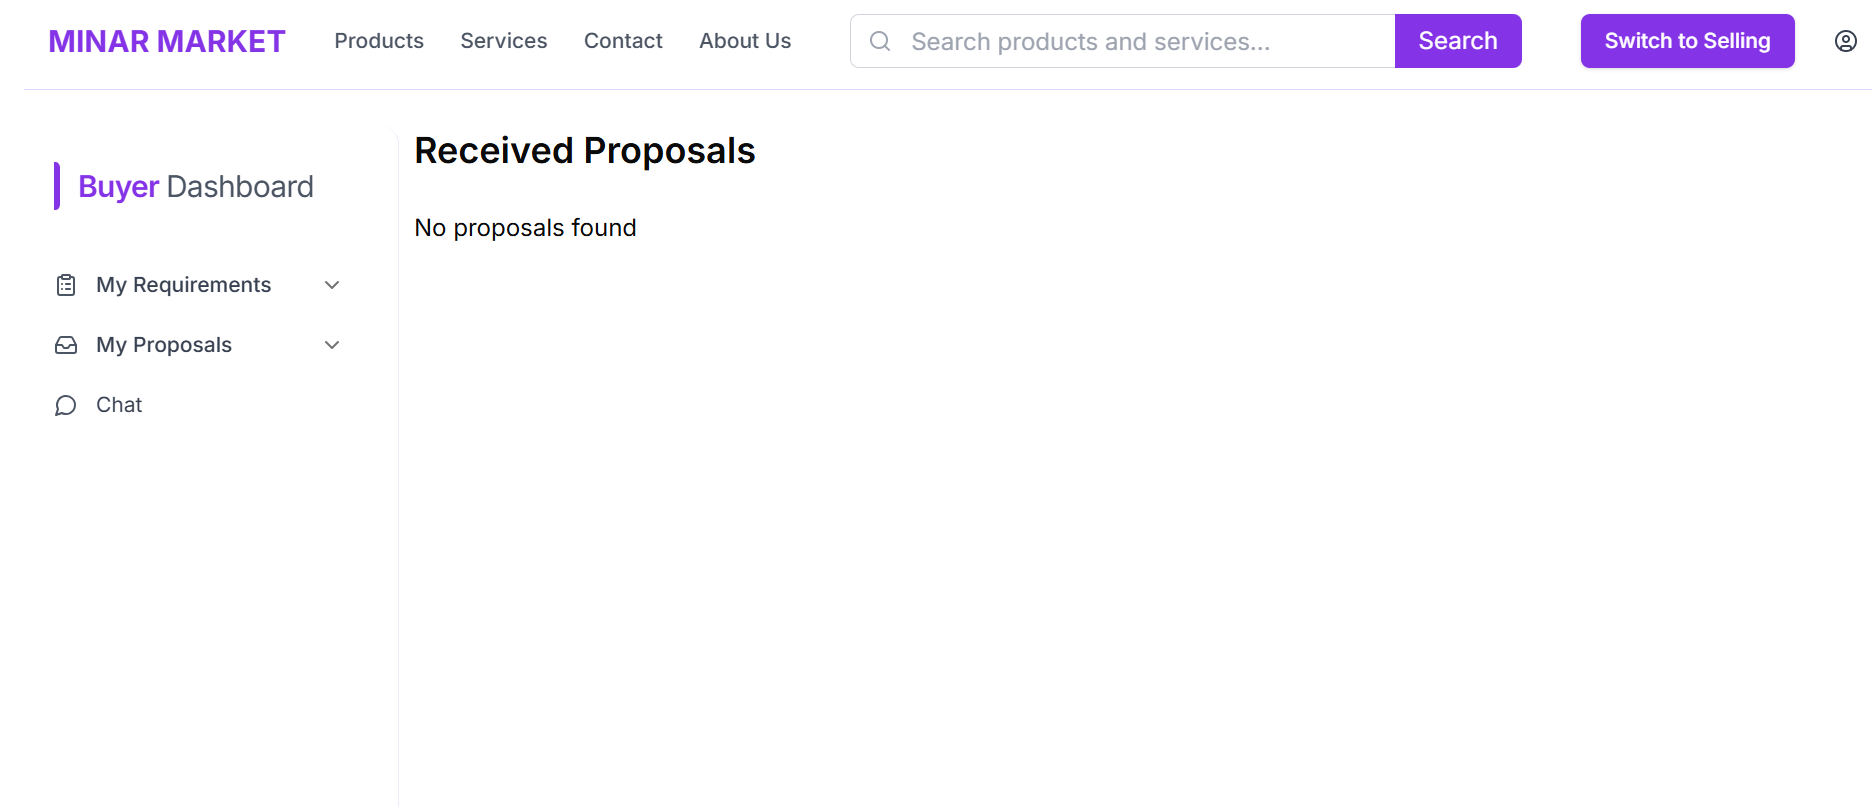 MINAR MARKET
Products
Services
Contact
About Us
Search products and services...
Search
Switch to Selling
Buyer Dashboard
My Requirements
My Proposals
Chat
Received Proposals
No proposals found